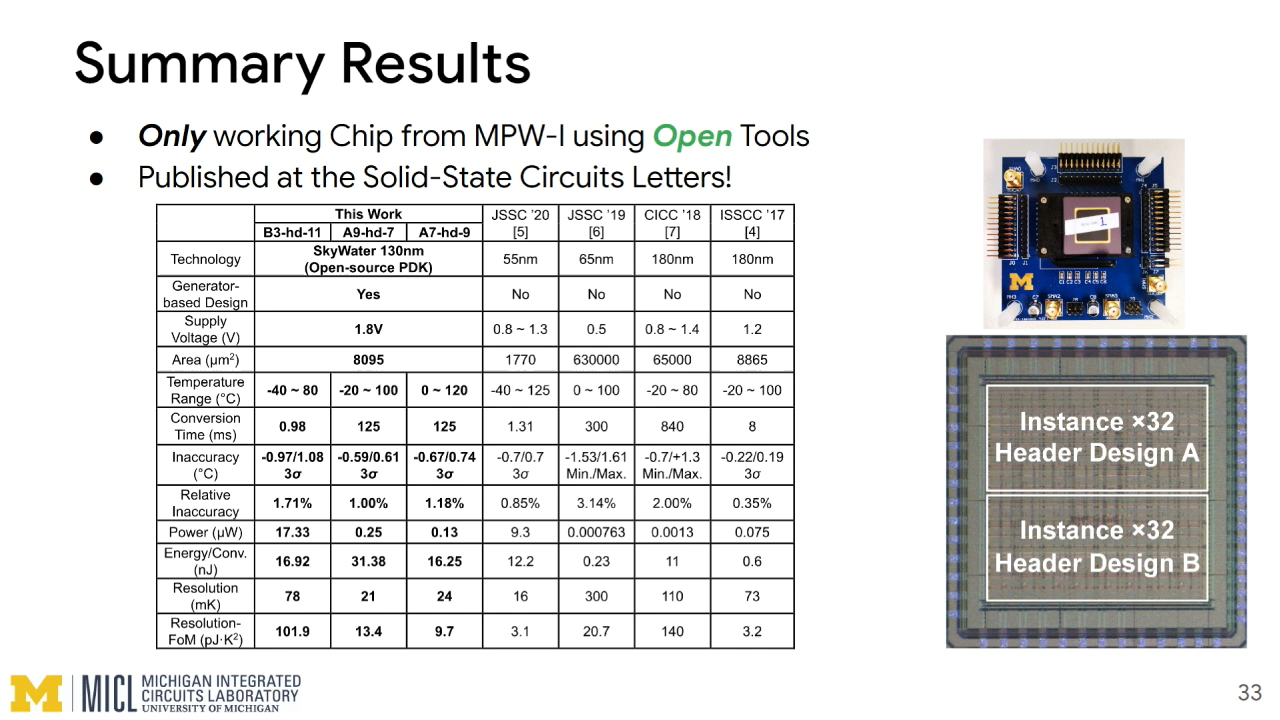 Summary Results
● Only working Chip from MPW-I using Open Tools
● Published at the Solid-State Circuits Letters!
This Work JSSC ’20 JSSC ’19 CICC ’18 ISSCC ’17
B3-hd-11 A9-hd-7 A7-hd-9 [5] [6] [7] [4]
Technology SkyWater 130nm (Open-source PDK) 55nm 65nm 180nm 180nm
Generator-based Design Yes No No No No
Supply Voltage (V) 1.8V 0.8 ~ 1.3 0.5 0.8 ~ 1.4 1.2
Area (µm²) 8095 1770 630000 65000 8865
Temperature Range (°C) -40 ~ 80 -20 ~ 100 0 ~ 120 -40 ~ 125 0 ~ 100 -20 ~ 80 -20 ~ 100
Conversion Time (ms) 0.98 125 125 1.31 300 840 8
Inaccuracy (°C) -0.97/1.08 3σ -0.59/0.61 3σ -0.67/0.74 3σ -0.7/0.7 3σ -1.53/1.61 Min./Max. -0.7/+1.3 Min./Max. -0.22/0.19 3σ
Relative Inaccuracy 1.71% 1.00% 1.18% 0.85% 3.14% 2.00% 0.35%
Power (µW) 17.33 0.25 0.13 9.3 0.000763 0.0013 0.075
Energy/Conv. (nJ) 16.92 31.38 16.25 12.2 0.23 11 0.6
Resolution (mK) 78 21 24 16 300 110 73
Resolution-FoM (pJ·K²) 101.9 13.4 9.7 3.1 20.7 140 3.2
Instance ×32
Header Design A
Instance ×32
Header Design B
M MICL MICHIGAN INTEGRATED
CIRCUITS LABORATORY
UNIVERSITY OF MICHIGAN
33